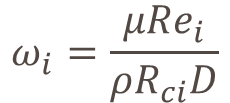 ωᵢ = μReᵢ / ρR_{ci}D